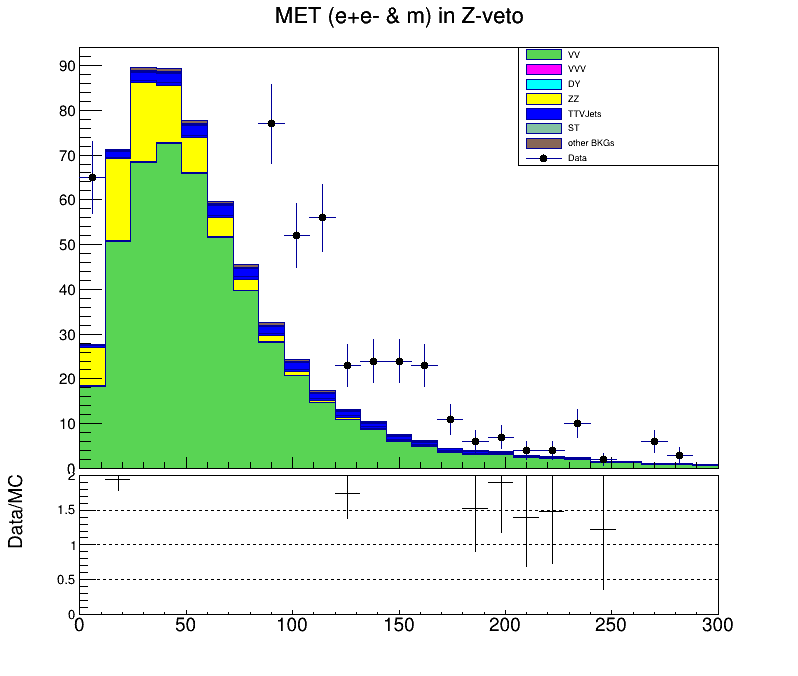 MET (e+e- & m) in Z-veto
VV
VVV
DY
ZZ
TTVJets
ST
other BKGs
Data
90
80
70
60
50
40
30
20
10
0
Data/MC
2
1.5
1
0.5
0
0 50 100 150 200 250 300